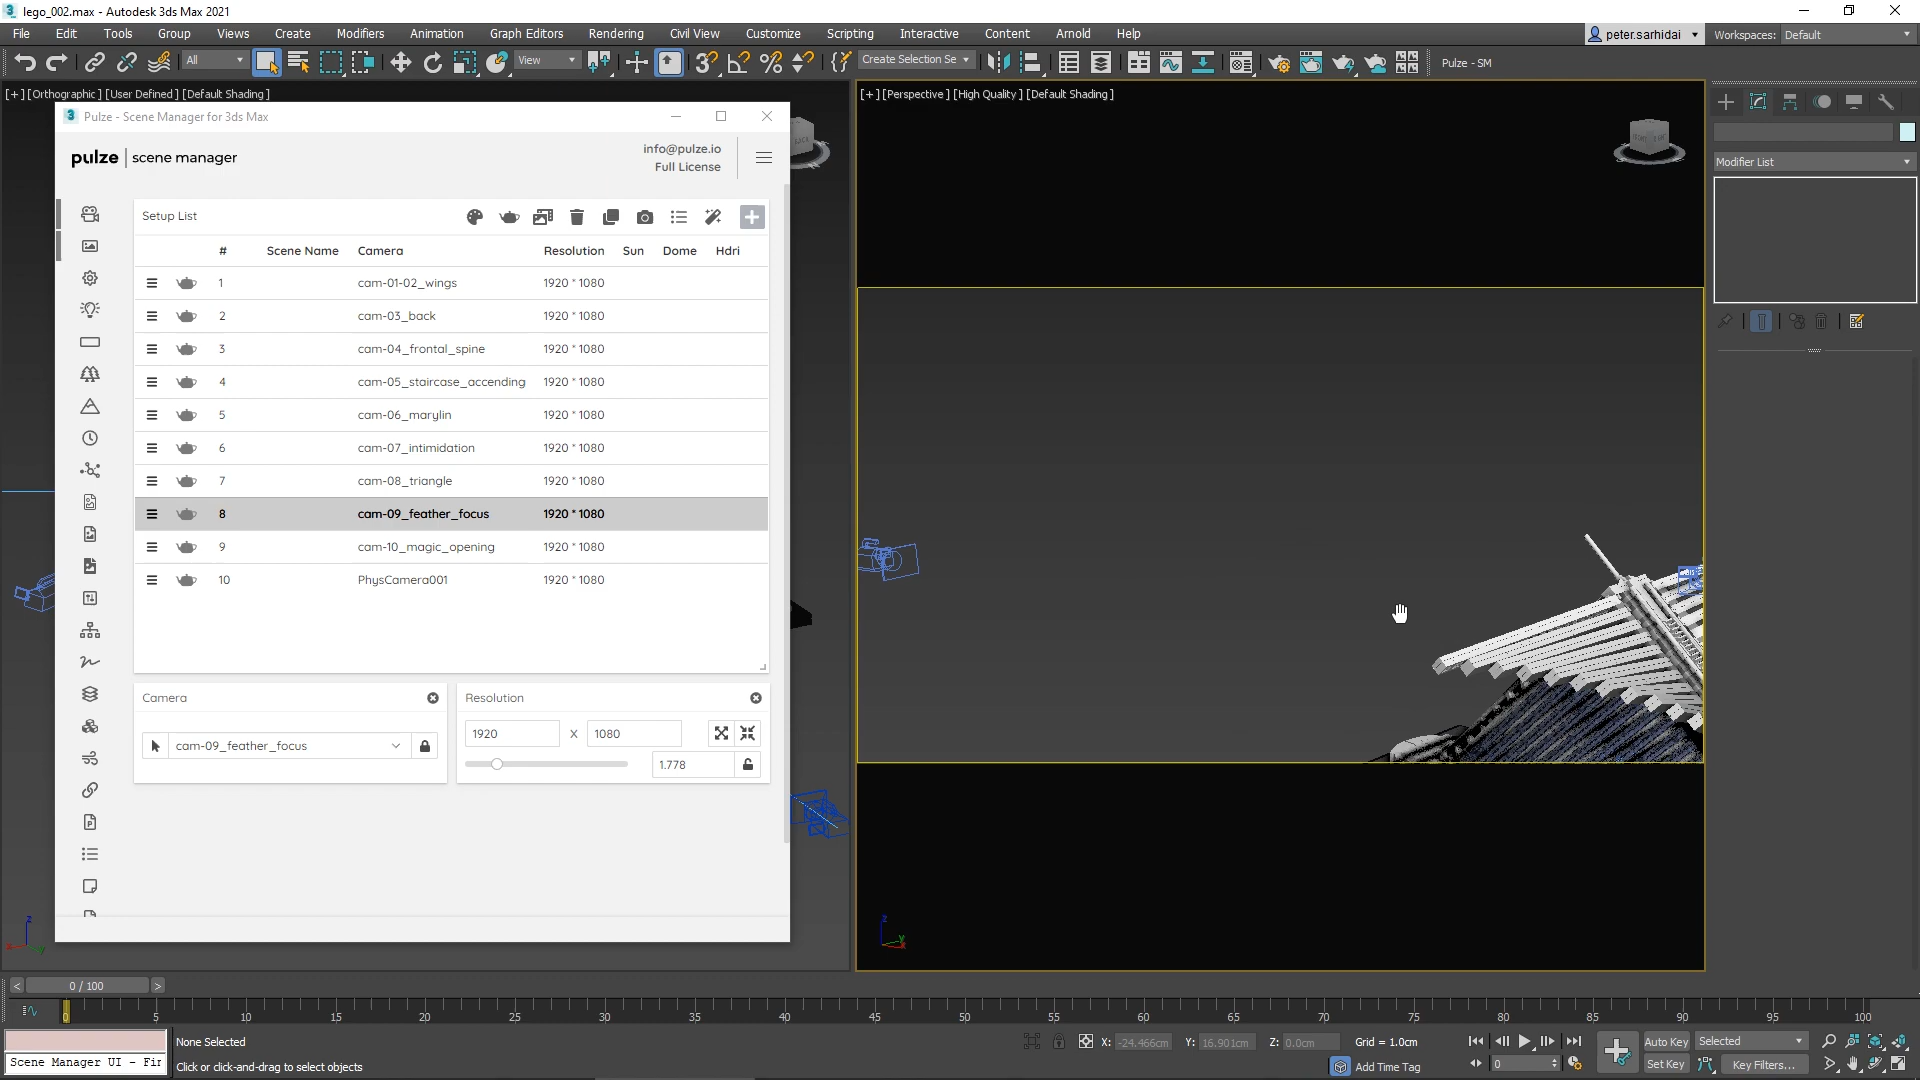 lego_002.max - Autodesk 3ds Max 2021
File Edit Tools Group Views Create Modifiers Animation Graph Editors Rendering Civil View Customize Scripting Interactive Content Arnold Help peter.sarhidai Workspaces: Default
All View Create Selection Se Pulze - SM
[+] [Orthographic] [User Defined] [Default Shading]
[+] [Perspective] [High Quality] [Default Shading]
Modifier List
Pulze - Scene Manager for 3ds Max
pulze | scene manager
info@pulze.io
Full License
Setup List
# Scene Name Camera Resolution Sun Dome Hdri
1 cam-01-02_wings 1920 * 1080
2 cam-03_back 1920 * 1080
3 cam-04_frontal_spine 1920 * 1080
4 cam-05_staircase_accending 1920 * 1080
5 cam-06_marylin 1920 * 1080
6 cam-07_intimidation 1920 * 1080
7 cam-08_triangle 1920 * 1080
8 cam-09_feather_focus 1920 * 1080
9 cam-10_magic_opening 1920 * 1080
10 PhysCamera001 1920 * 1080
Camera
cam-09_feather_focus
Resolution
1920 x 1080
1.778
z
x y
z
y
x
< 0 / 100 >
0 5 10 15 20 25 30 35 40 45 50 55 60 65 70 75 80 85 90 95 100
Scene Manager UI - Fir
None Selected
Click or click-and-drag to select objects
X: -24.466cm Y: 16.901cm Z: 0.0cm Grid = 1.0cm
Add Time Tag
0
Auto Key Selected
Set Key Key Filters...